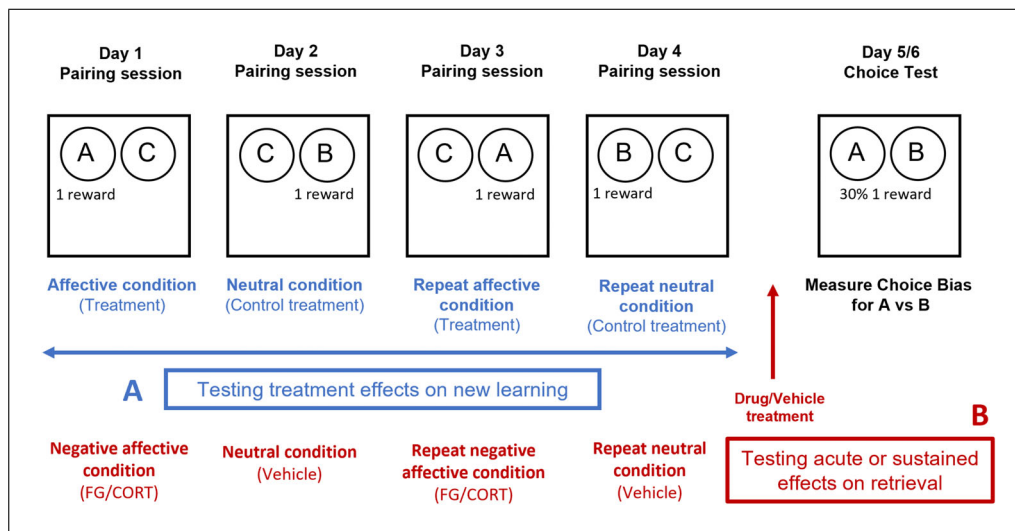 Day 1
Pairing session
Day 2
Pairing session
Day 3
Pairing session
Day 4
Pairing session
Day 5/6
Choice Test
A C
1 reward
C B
1 reward
C A
1 reward
B C
1 reward
A B
30% 1 reward
Affective condition
(Treatment)
Neutral condition
(Control treatment)
Repeat affective
condition
(Treatment)
Repeat neutral
condition
(Control treatment)
Measure Choice Bias
for A vs B
A
Testing treatment effects on new learning
Drug/Vehicle
treatment
B
Negative affective
condition
(FG/CORT)
Neutral condition
(Vehicle)
Repeat negative
affective condition
(FG/CORT)
Repeat neutral
condition
(Vehicle)
Testing acute or sustained
effects on retrieval